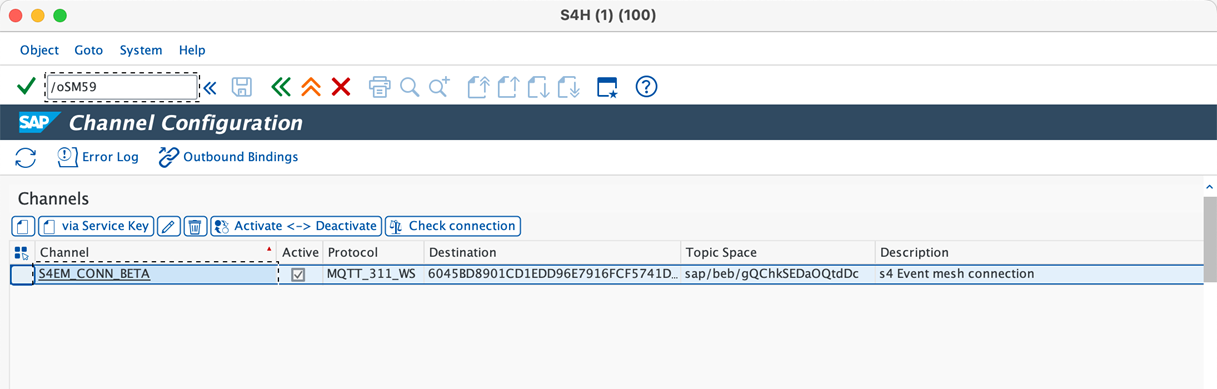 S4H (1) (100)
Object Goto System Help
/oSM59
SAP Channel Configuration
Error Log Outbound Bindings
Channels
via Service Key Activate <-> Deactivate Check connection
Channel Active Protocol Destination Topic Space Description
S4EM_CONN_BETA MQTT_311_WS 6045BD8901CD1EDD96E7916FCF5741D... sap/beb/gQChkSEDaOQtdDc s4 Event mesh connection